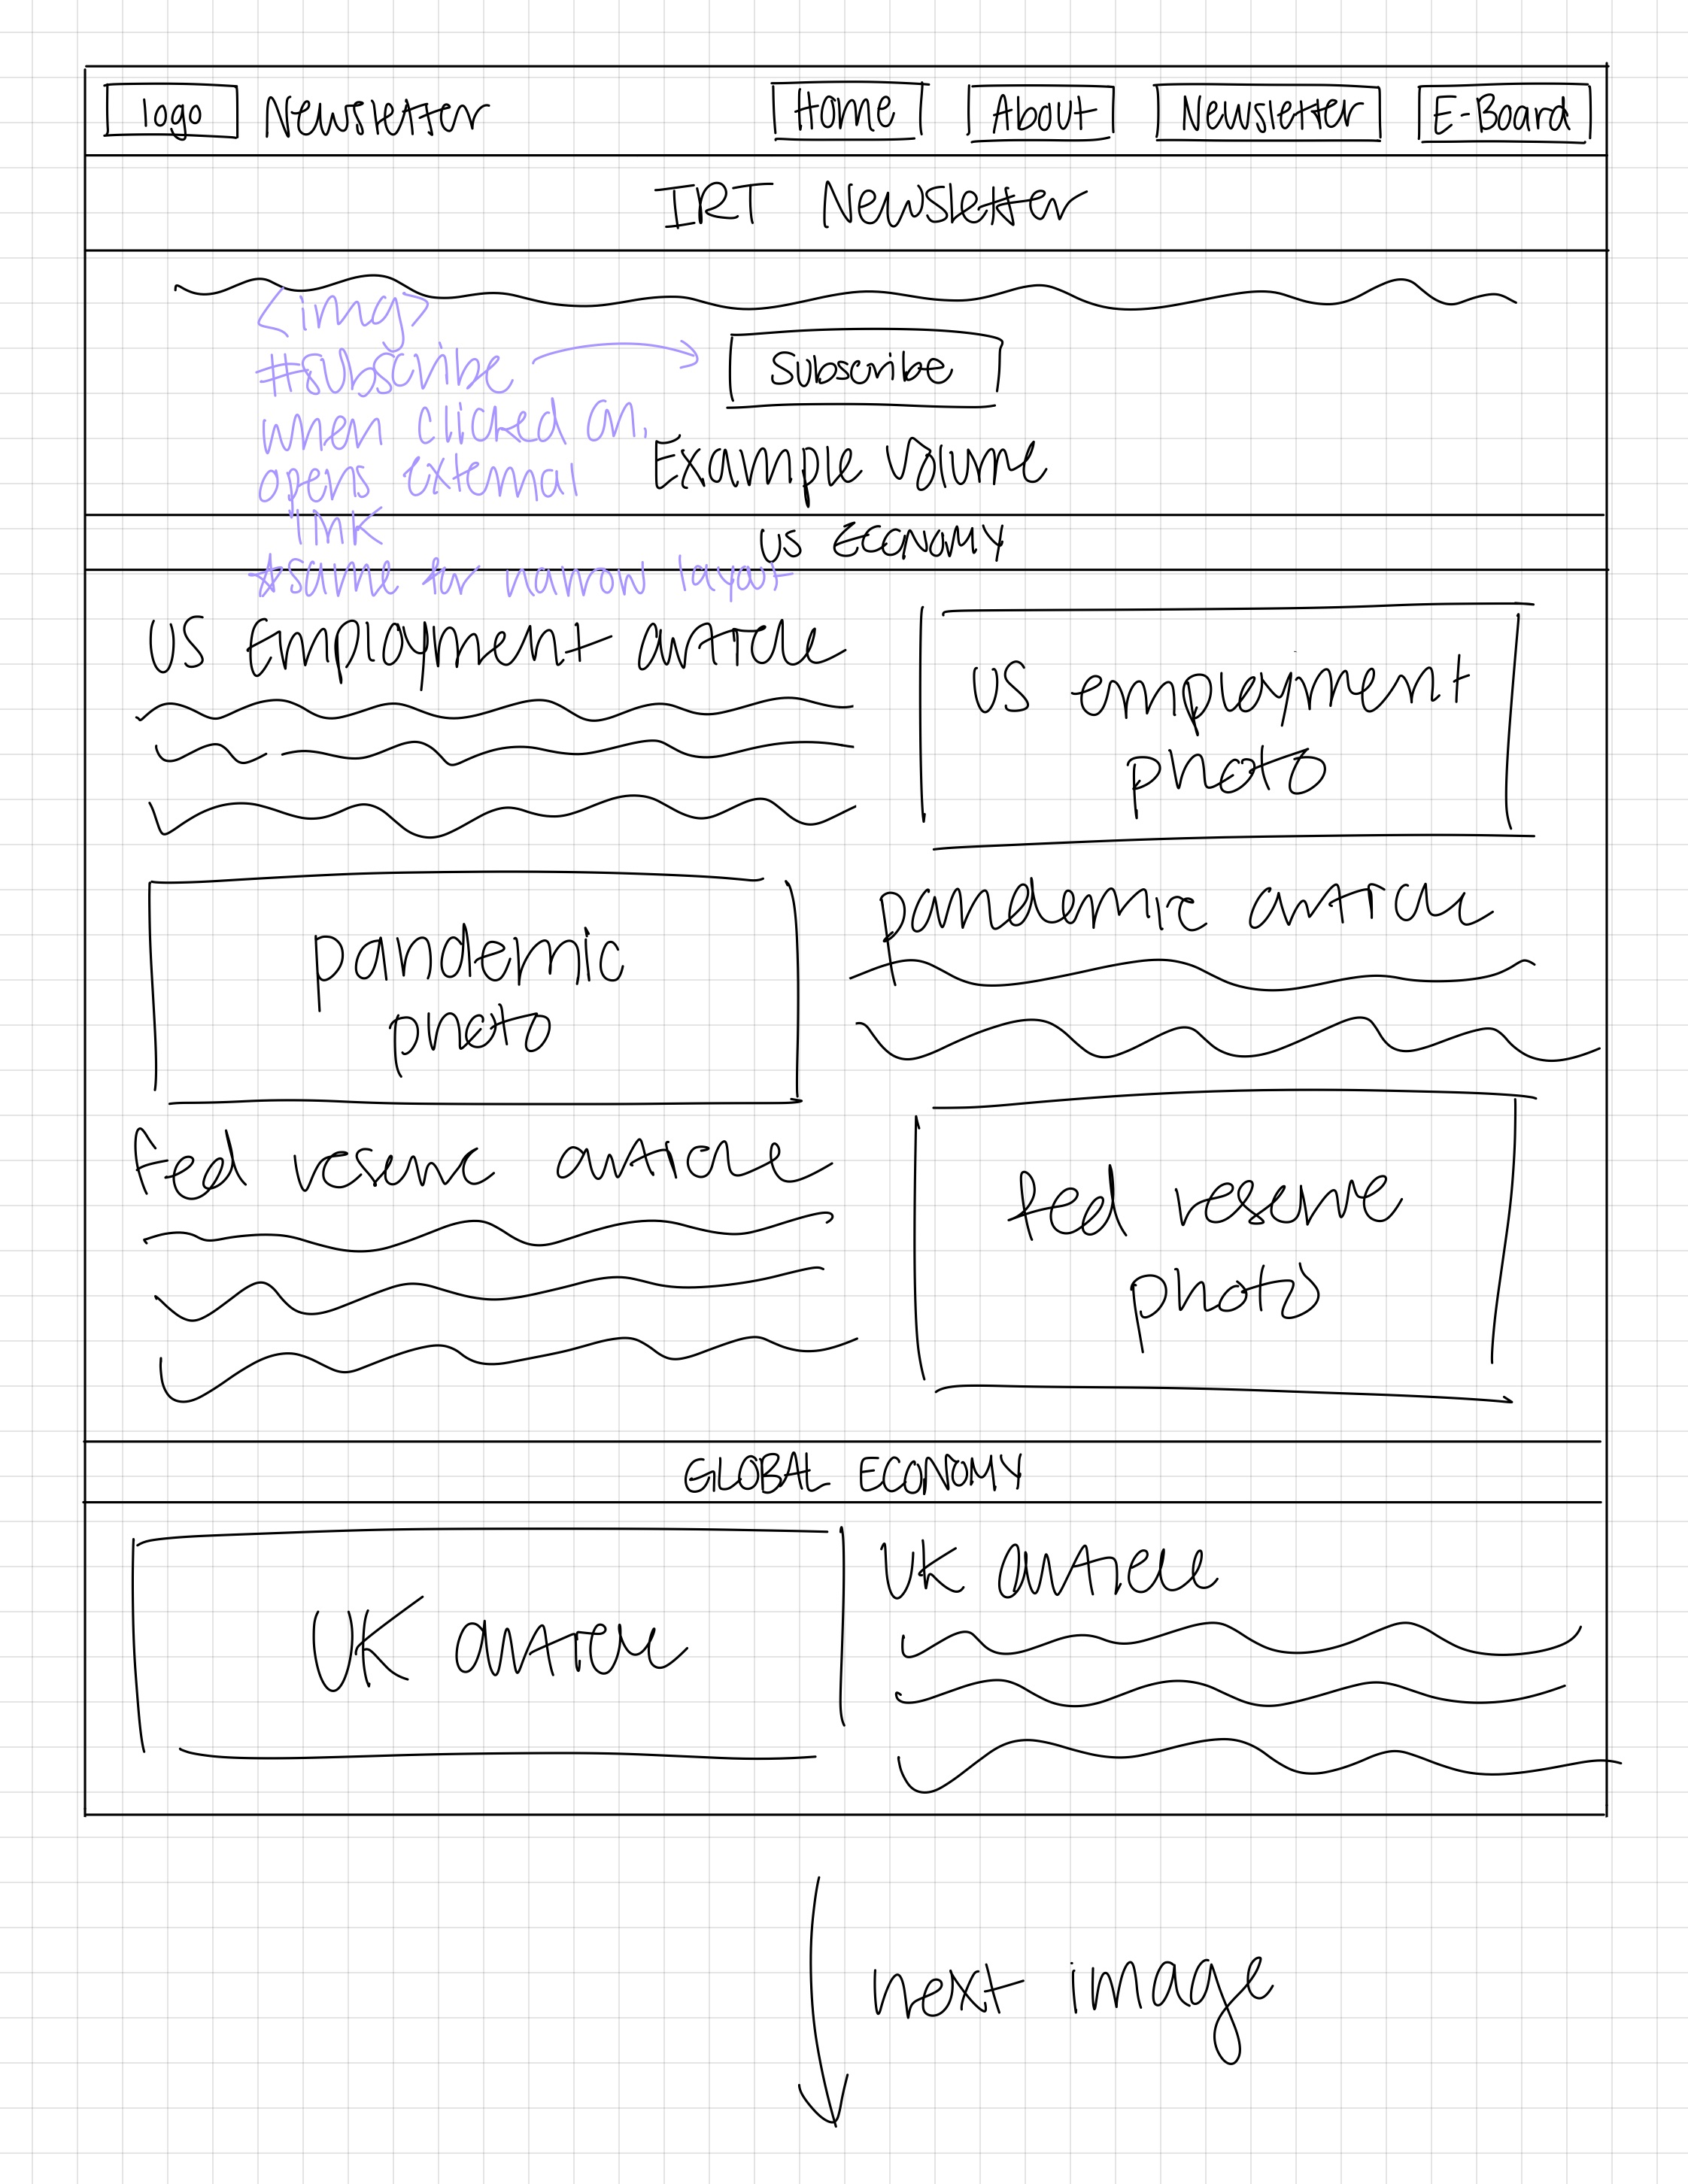 logo Newsletter Home About Newsletter E-Board
IRT Newsletter
<img>
#subscribe
when clicked on,
opens external
link
*same for narrow layout
Subscribe
Example Volume
US ECONOMY
US Employment article
US employment
photo
pandemic
photo
pandemic article
fed reserve article
fed reserve
photo
GLOBAL ECONOMY
UK article
UK article
next image